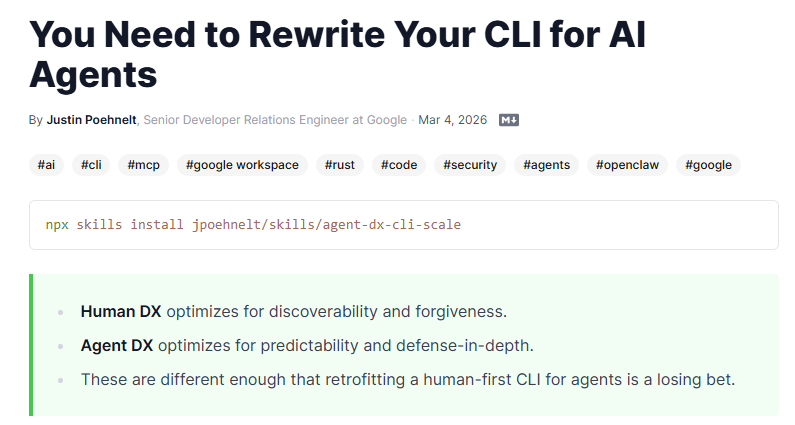 You Need to Rewrite Your CLI for AI
Agents
By Justin Poehnelt, Senior Developer Relations Engineer at Google · Mar 4, 2026 M↓
#ai #cli #mcp #google workspace #rust #code #security #agents #openclaw #google
npx skills install jpoehnelt/skills/agent-dx-cli-scale
• Human DX optimizes for discoverability and forgiveness.
• Agent DX optimizes for predictability and defense-in-depth.
• These are different enough that retrofitting a human-first CLI for agents is a losing bet.